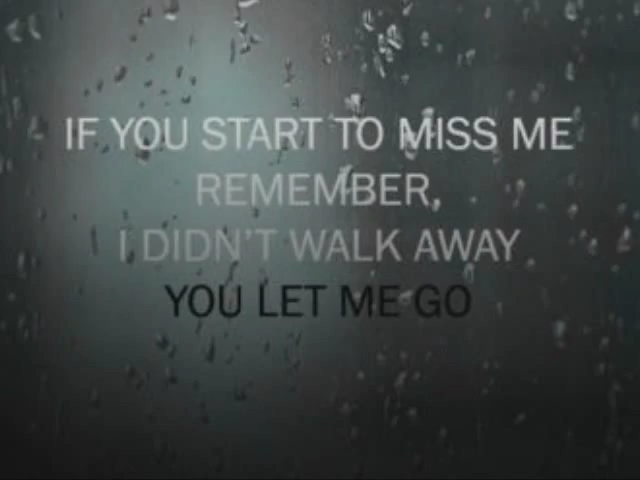 IF YOU START TO MISS ME
REMEMBER,
I DIDN'T WALK AWAY
YOU LET ME GO